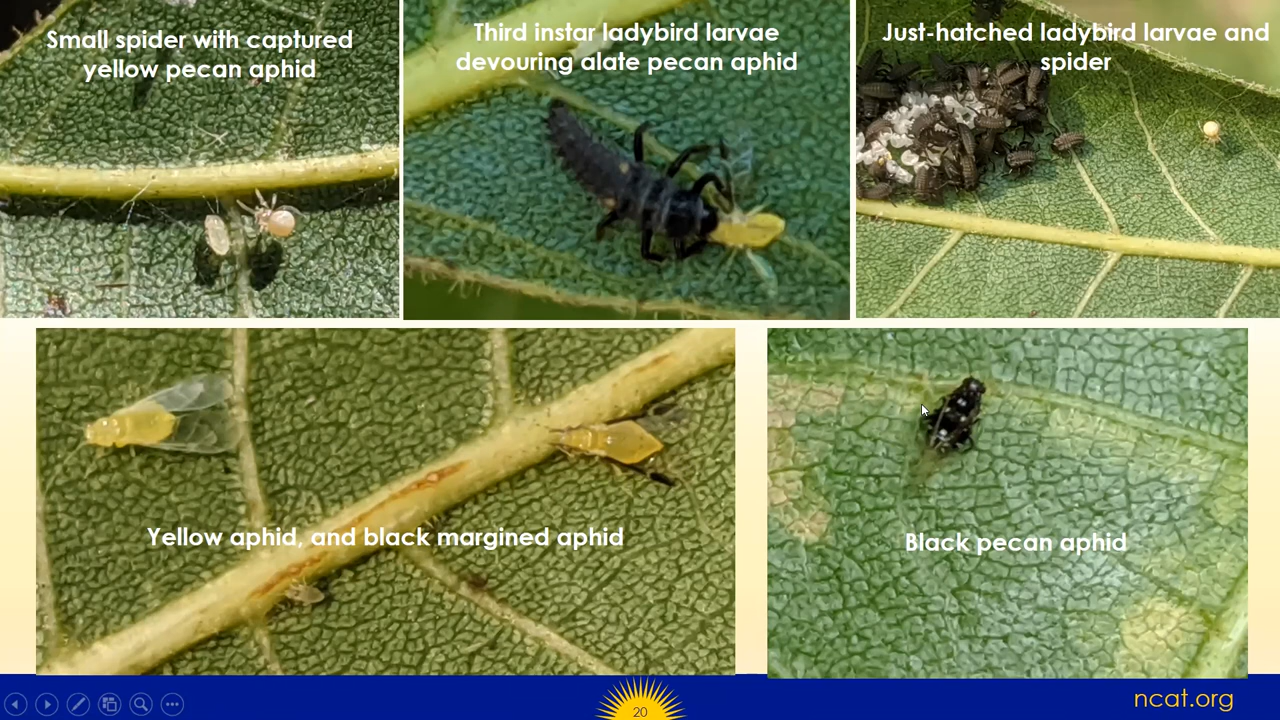 Small spider with captured
yellow pecan aphid
Third instar ladybird larvae
devouring alate pecan aphid
Just-hatched ladybird larvae and
spider
Yellow aphid, and black margined aphid
Black pecan aphid
20
ncat.org